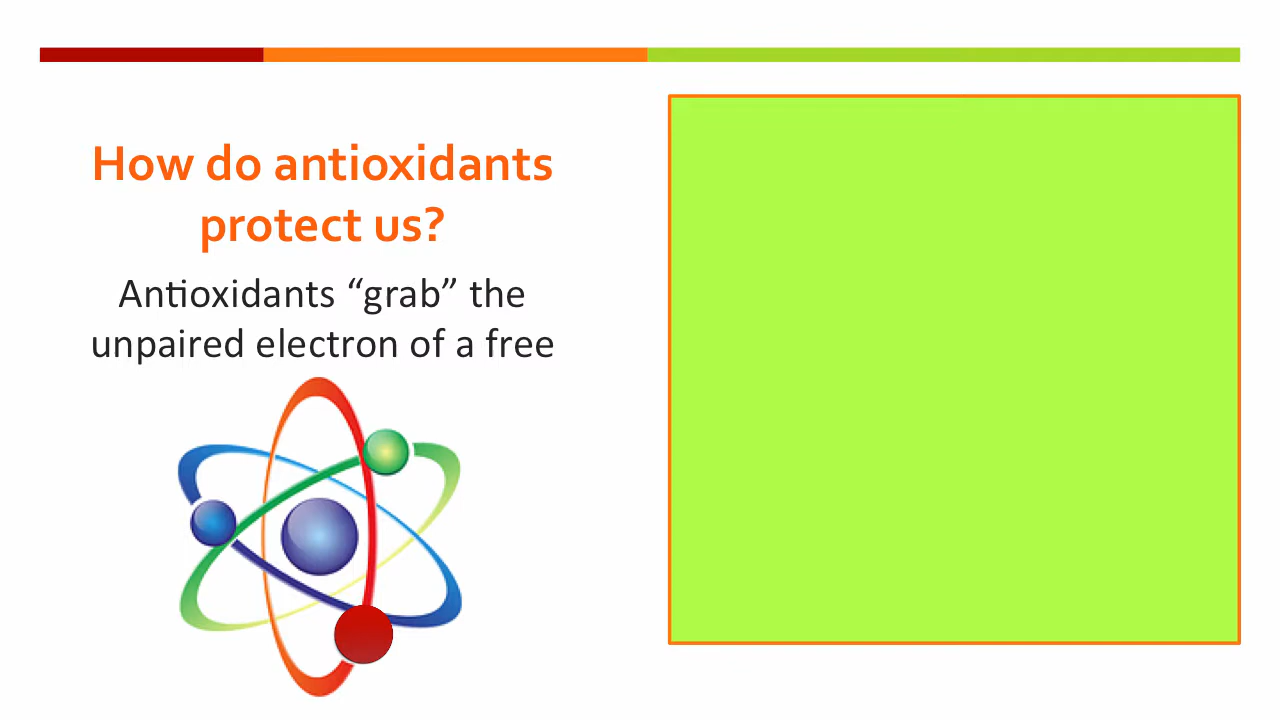 How do antioxidants
protect us?
Antioxidants “grab” the
unpaired electron of a free